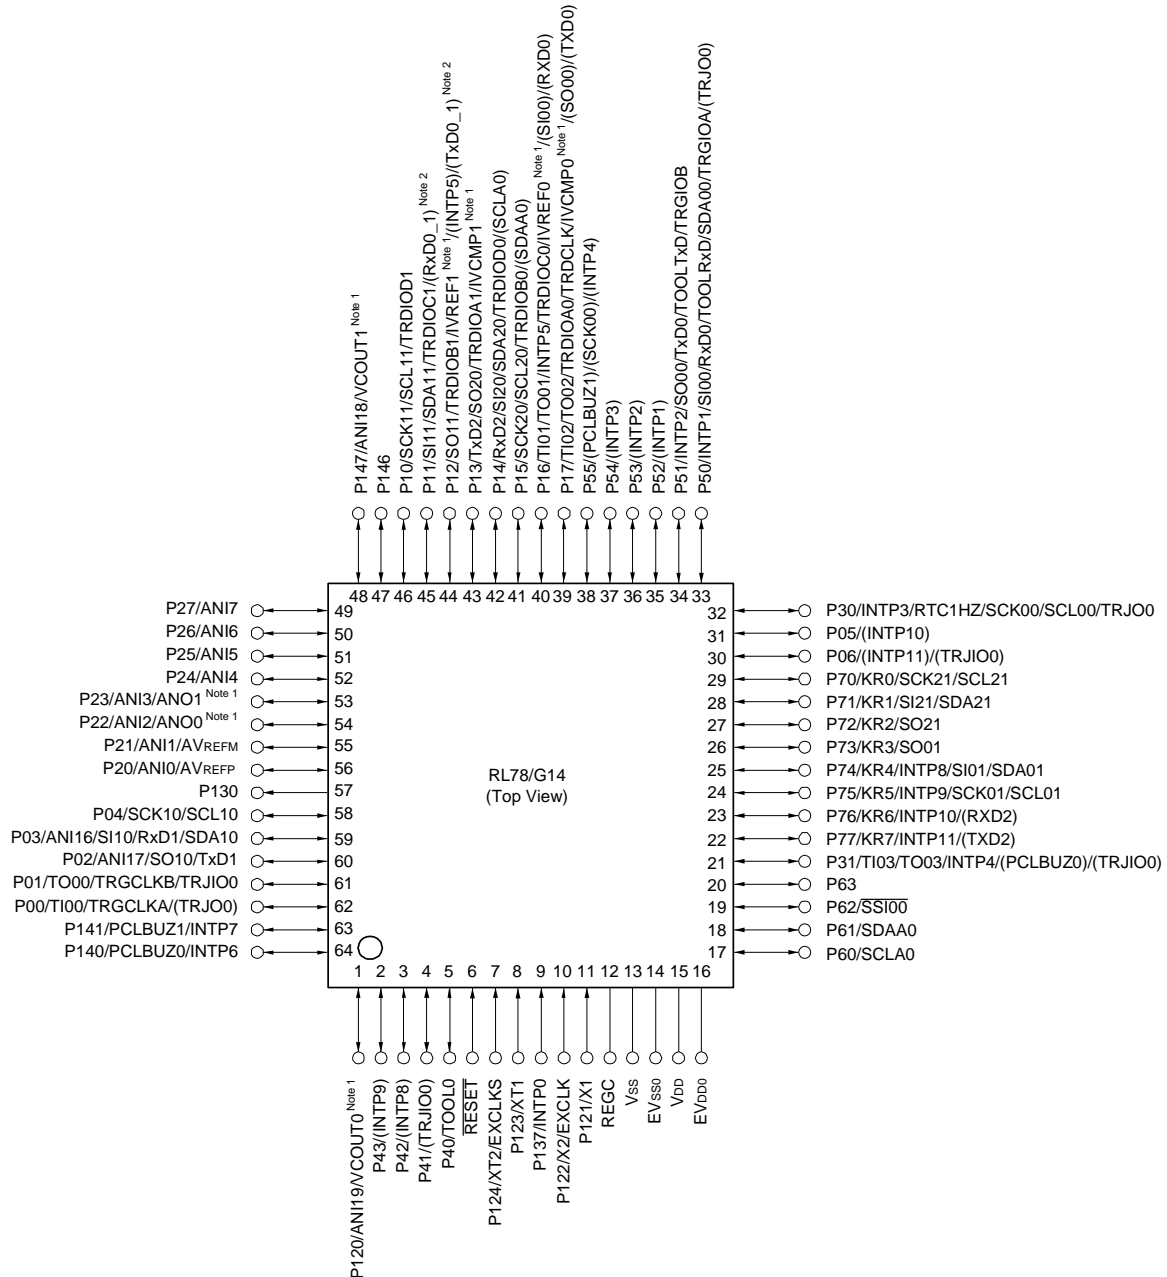 P147/ANI18/VCOUT1 Note 1
P146
P10/SCK11/SCL11/TRDIOD1
P11/SI11/SDA11/TRDIOC1/(RxD0_1) Note 2
P12/SO11/TRDIOB1/IVREF1 Note 1/(INTP5)/(TxD0_1) Note 2
P13/TxD2/SO20/TRDIOA1/IVCMP1 Note 1
P14/RxD2/SI20/SDA20/TRDIOD0/(SCLA0)
P15/SCK20/SCL20/TRDIOB0/(SDAA0)
P16/TI01/TO01/INTP5/TRDIOC0/IVREF0 Note 1/(SI00)/(RXD0)
P17/TI02/TO02/TRDIOA0/TRDCLK/IVCMP0 Note 1/(SO00)/(TXD0)
P55/(PCLBUZ1)/(SCK00)/(INTP4)
P54/(INTP3)
P53/(INTP2)
P52/(INTP1)
P51/INTP2/SO00/TxD0/TOOLTxD/TRGIOB
P50/INTP1/SI00/RxD0/TOOLRxD/SDA00/TRGIOA/(TRJO0)
48 47 46 45 44 43 42 41 40 39 38 37 36 35 34 33
P27/ANI7 49
P26/ANI6 50
P25/ANI5 51
P24/ANI4 52
P23/ANI3/ANO1 Note 1 53
P22/ANI2/ANO0 Note 1 54
P21/ANI1/AVREFM 55
P20/ANI0/AVREFP 56
P130 57
P04/SCK10/SCL10 58
P03/ANI16/SI10/RxD1/SDA10 59
P02/ANI17/SO10/TxD1 60
P01/TO00/TRGCLKB/TRJIO0 61
P00/TI00/TRGCLKA/(TRJO0) 62
P141/PCLBUZ1/INTP7 63
P140/PCLBUZ0/INTP6 64
RL78/G14
(Top View)
32 P30/INTP3/RTC1HZ/SCK00/SCL00/TRJO0
31 P05/(INTP10)
30 P06/(INTP11)/(TRJIO0)
29 P70/KR0/SCK21/SCL21
28 P71/KR1/SI21/SDA21
27 P72/KR2/SO21
26 P73/KR3/SO01
25 P74/KR4/INTP8/SI01/SDA01
24 P75/KR5/INTP9/SCK01/SCL01
23 P76/KR6/INTP10/(RXD2)
22 P77/KR7/INTP11/(TXD2)
21 P31/TI03/TO03/INTP4/(PCLBUZ0)/(TRJIO0)
20 P63
19 P62/SSI00
18 P61/SDAA0
17 P60/SCLA0
1 2 3 4 5 6 7 8 9 10 11 12 13 14 15 16
P120/ANI19/VCOUT0 Note 1
P43/(INTP9)
P42/(INTP8)
P41/(TRJIO0)
P40/TOOL0
RESET
P124/XT2/EXCLKS
P123/XT1
P137/INTP0
P122/X2/EXCLK
P121/X1
REGC
VSS
EVSS0
VDD
EVDD0